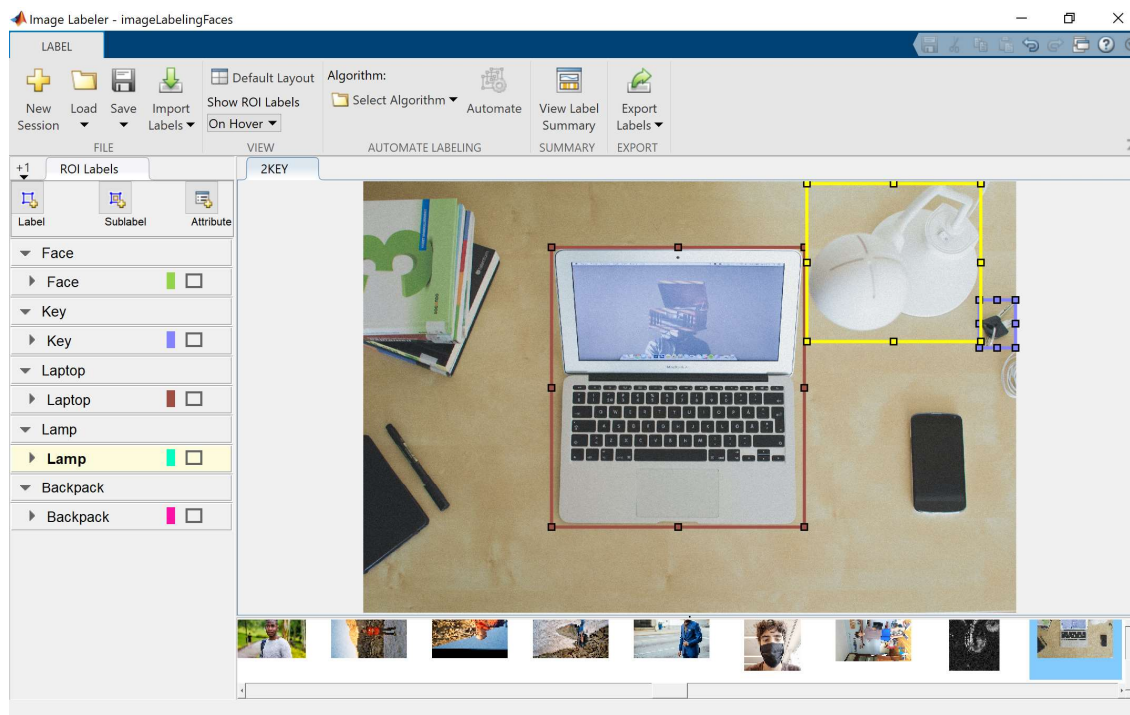 Image Labeler - imageLabelingFaces
LABEL
New Session
Load
Save
Import Labels
FILE
Default Layout
Show ROI Labels
On Hover
VIEW
Algorithm:
Select Algorithm
Automate
AUTOMATE LABELING
View Label Summary
SUMMARY
Export Labels
EXPORT
+1
ROI Labels
2KEY
Label
Sublabel
Attribute
Face
Face
Key
Key
Laptop
Laptop
Lamp
Lamp
Backpack
Backpack